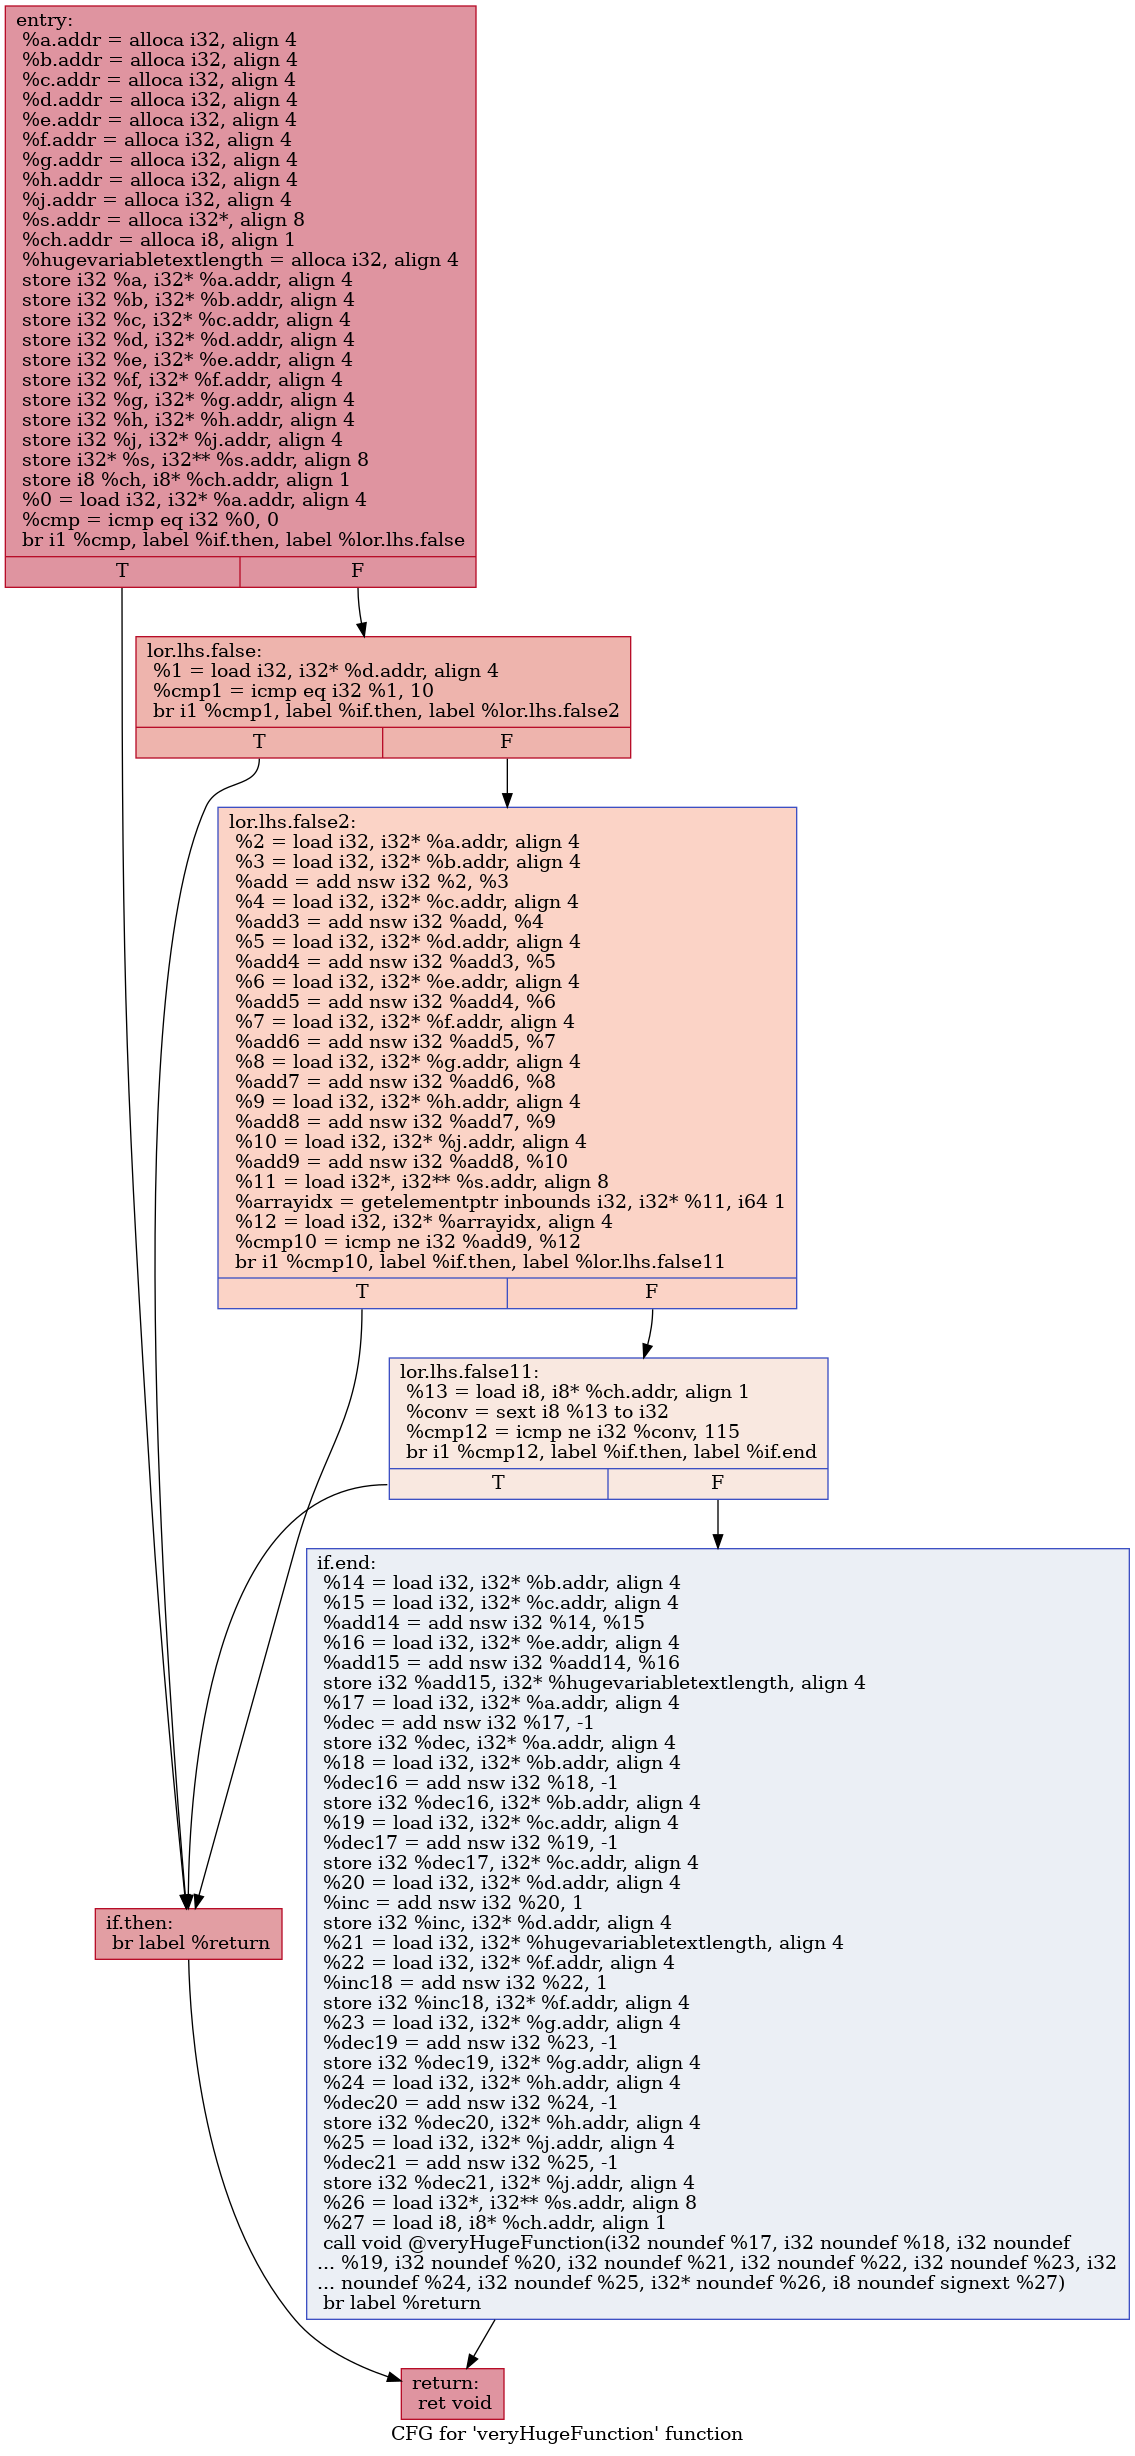 entry:
%a.addr = alloca i32, align 4
%b.addr = alloca i32, align 4
%c.addr = alloca i32, align 4
%d.addr = alloca i32, align 4
%e.addr = alloca i32, align 4
%f.addr = alloca i32, align 4
%g.addr = alloca i32, align 4
%h.addr = alloca i32, align 4
%j.addr = alloca i32, align 4
%s.addr = alloca i32*, align 8
%ch.addr = alloca i8, align 1
%hugevariabletextlength = alloca i32, align 4
store i32 %a, i32* %a.addr, align 4
store i32 %b, i32* %b.addr, align 4
store i32 %c, i32* %c.addr, align 4
store i32 %d, i32* %d.addr, align 4
store i32 %e, i32* %e.addr, align 4
store i32 %f, i32* %f.addr, align 4
store i32 %g, i32* %g.addr, align 4
store i32 %h, i32* %h.addr, align 4
store i32 %j, i32* %j.addr, align 4
store i32* %s, i32** %s.addr, align 8
store i8 %ch, i8* %ch.addr, align 1
%0 = load i32, i32* %a.addr, align 4
%cmp = icmp eq i32 %0, 0
br i1 %cmp, label %if.then, label %lor.lhs.false
T F
lor.lhs.false:
%1 = load i32, i32* %d.addr, align 4
%cmp1 = icmp eq i32 %1, 10
br i1 %cmp1, label %if.then, label %lor.lhs.false2
T F
lor.lhs.false2:
%2 = load i32, i32* %a.addr, align 4
%3 = load i32, i32* %b.addr, align 4
%add = add nsw i32 %2, %3
%4 = load i32, i32* %c.addr, align 4
%add3 = add nsw i32 %add, %4
%5 = load i32, i32* %d.addr, align 4
%add4 = add nsw i32 %add3, %5
%6 = load i32, i32* %e.addr, align 4
%add5 = add nsw i32 %add4, %6
%7 = load i32, i32* %f.addr, align 4
%add6 = add nsw i32 %add5, %7
%8 = load i32, i32* %g.addr, align 4
%add7 = add nsw i32 %add6, %8
%9 = load i32, i32* %h.addr, align 4
%add8 = add nsw i32 %add7, %9
%10 = load i32, i32* %j.addr, align 4
%add9 = add nsw i32 %add8, %10
%11 = load i32*, i32** %s.addr, align 8
%arrayidx = getelementptr inbounds i32, i32* %11, i64 1
%12 = load i32, i32* %arrayidx, align 4
%cmp10 = icmp ne i32 %add9, %12
br i1 %cmp10, label %if.then, label %lor.lhs.false11
T F
lor.lhs.false11:
%13 = load i8, i8* %ch.addr, align 1
%conv = sext i8 %13 to i32
%cmp12 = icmp ne i32 %conv, 115
br i1 %cmp12, label %if.then, label %if.end
T F
if.end:
%14 = load i32, i32* %b.addr, align 4
%15 = load i32, i32* %c.addr, align 4
%add14 = add nsw i32 %14, %15
%16 = load i32, i32* %e.addr, align 4
%add15 = add nsw i32 %add14, %16
store i32 %add15, i32* %hugevariabletextlength, align 4
%17 = load i32, i32* %a.addr, align 4
%dec = add nsw i32 %17, -1
store i32 %dec, i32* %a.addr, align 4
%18 = load i32, i32* %b.addr, align 4
%dec16 = add nsw i32 %18, -1
store i32 %dec16, i32* %b.addr, align 4
%19 = load i32, i32* %c.addr, align 4
%dec17 = add nsw i32 %19, -1
store i32 %dec17, i32* %c.addr, align 4
%20 = load i32, i32* %d.addr, align 4
%inc = add nsw i32 %20, 1
store i32 %inc, i32* %d.addr, align 4
%21 = load i32, i32* %hugevariabletextlength, align 4
%22 = load i32, i32* %f.addr, align 4
%inc18 = add nsw i32 %22, 1
store i32 %inc18, i32* %f.addr, align 4
%23 = load i32, i32* %g.addr, align 4
%dec19 = add nsw i32 %23, -1
store i32 %dec19, i32* %g.addr, align 4
%24 = load i32, i32* %h.addr, align 4
%dec20 = add nsw i32 %24, -1
store i32 %dec20, i32* %h.addr, align 4
%25 = load i32, i32* %j.addr, align 4
%dec21 = add nsw i32 %25, -1
store i32 %dec21, i32* %j.addr, align 4
%26 = load i32*, i32** %s.addr, align 8
%27 = load i8, i8* %ch.addr, align 1
call void @veryHugeFunction(i32 noundef %17, i32 noundef %18, i32 noundef
... %19, i32 noundef %20, i32 noundef %21, i32 noundef %22, i32 noundef %23, i32
... noundef %24, i32 noundef %25, i32* noundef %26, i8 noundef signext %27)
br label %return
if.then:
br label %return
return:
ret void
CFG for 'veryHugeFunction' function